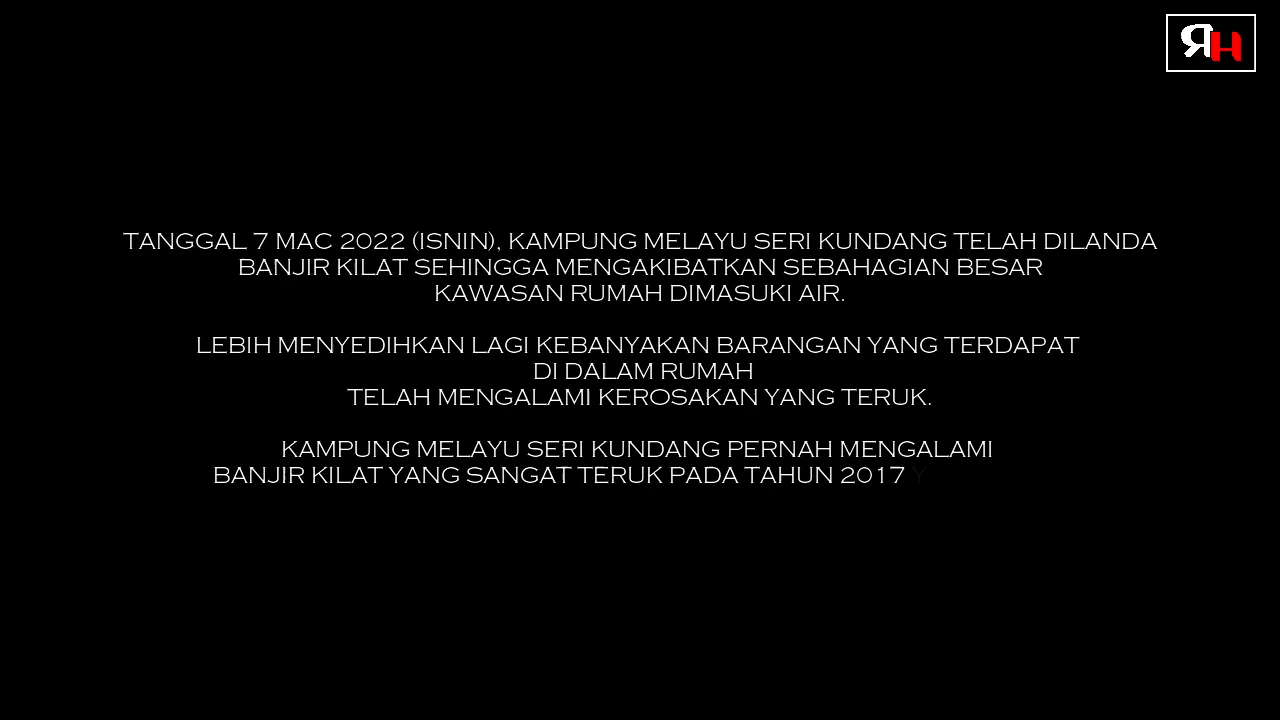 ЯH
TANGGAL 7 MAC 2022 (ISNIN), KAMPUNG MELAYU SERI KUNDANG TELAH DILANDA
BANJIR KILAT SEHINGGA MENGAKIBATKAN SEBAHAGIAN BESAR
KAWASAN RUMAH DIMASUKI AIR.
LEBIH MENYEDIHKAN LAGI KEBANYAKAN BARANGAN YANG TERDAPAT
DI DALAM RUMAH
TELAH MENGALAMI KEROSAKAN YANG TERUK.
KAMPUNG MELAYU SERI KUNDANG PERNAH MENGALAMI
BANJIR KILAT YANG SANGAT TERUK PADA TAHUN 2017 Y